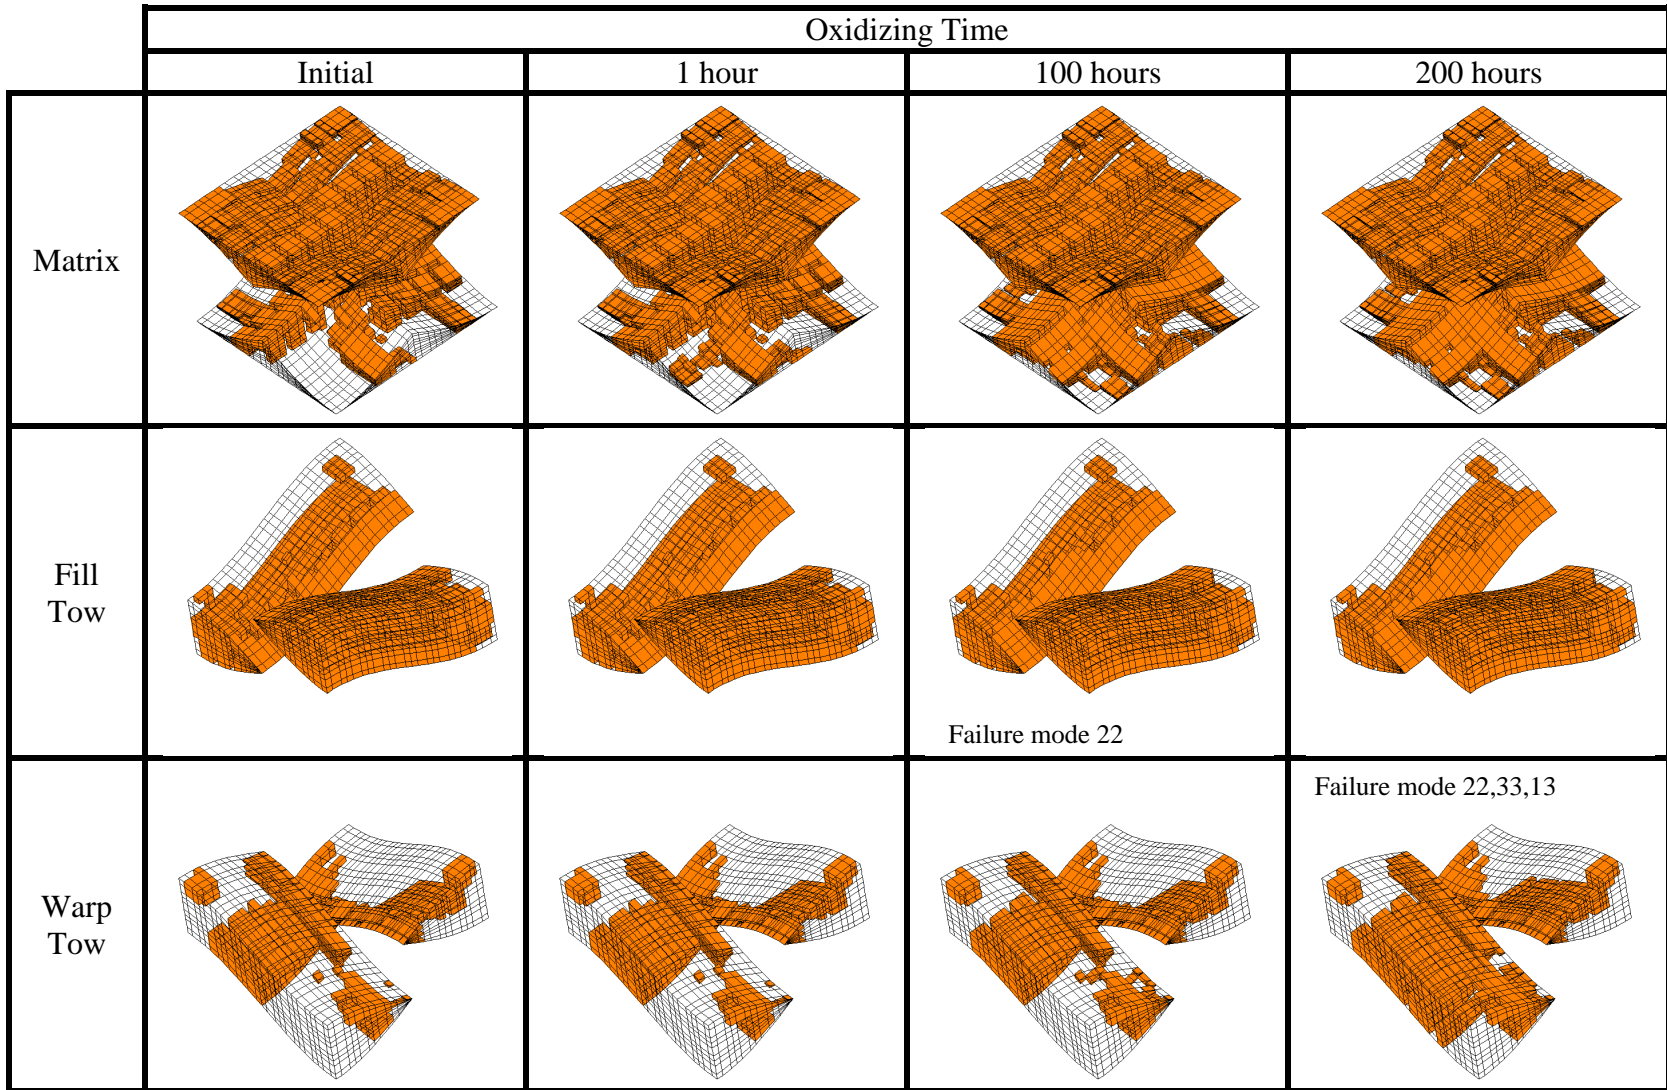 Oxidizing Time
Initial
1 hour
100 hours
200 hours
Matrix
Fill
Tow
Failure mode 22
Warp
Tow
Failure mode 22,33,13